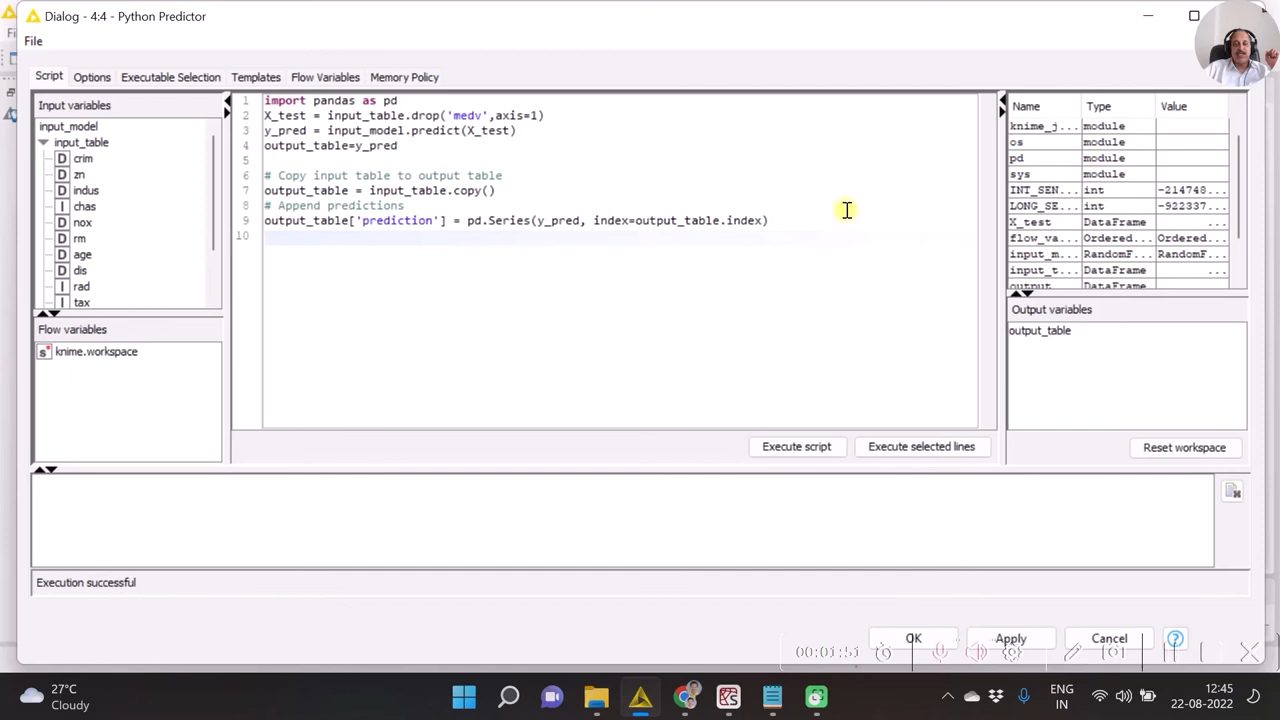 Dialog - 4:4 - Python Predictor
File
Script Options Executable Selection Templates Flow Variables Memory Policy
Input variables
input_model
input_table
D crim
D zn
D indus
I chas
D nox
D rm
D age
D dis
I rad
I tax
Flow variables
s knime.workspace
1 import pandas as pd
2 X_test = input_table.drop('medv',axis=1)
3 y_pred = input_model.predict(X_test)
4 output_table=y_pred
5
6 # Copy input table to output table
7 output_table = input_table.copy()
8 # Append predictions
9 output_table['prediction'] = pd.Series(y_pred, index=output_table.index)
10
Execute script Execute selected lines
Name Type Value
knime_j... module
os module
pd module
sys module
INT_SEN... int -214748...
LONG_SE... int -922337...
X_test DataFrame ...
flow_va... Ordered... Ordered...
input_m... RandomF... RandomF...
input_t... DataFrame ...
output DataFrame
Output variables
output_table
Reset workspace
Execution successful
OK Apply Cancel ?
00:01:51
27°C
Cloudy
ENG
IN
12:45
22-08-2022